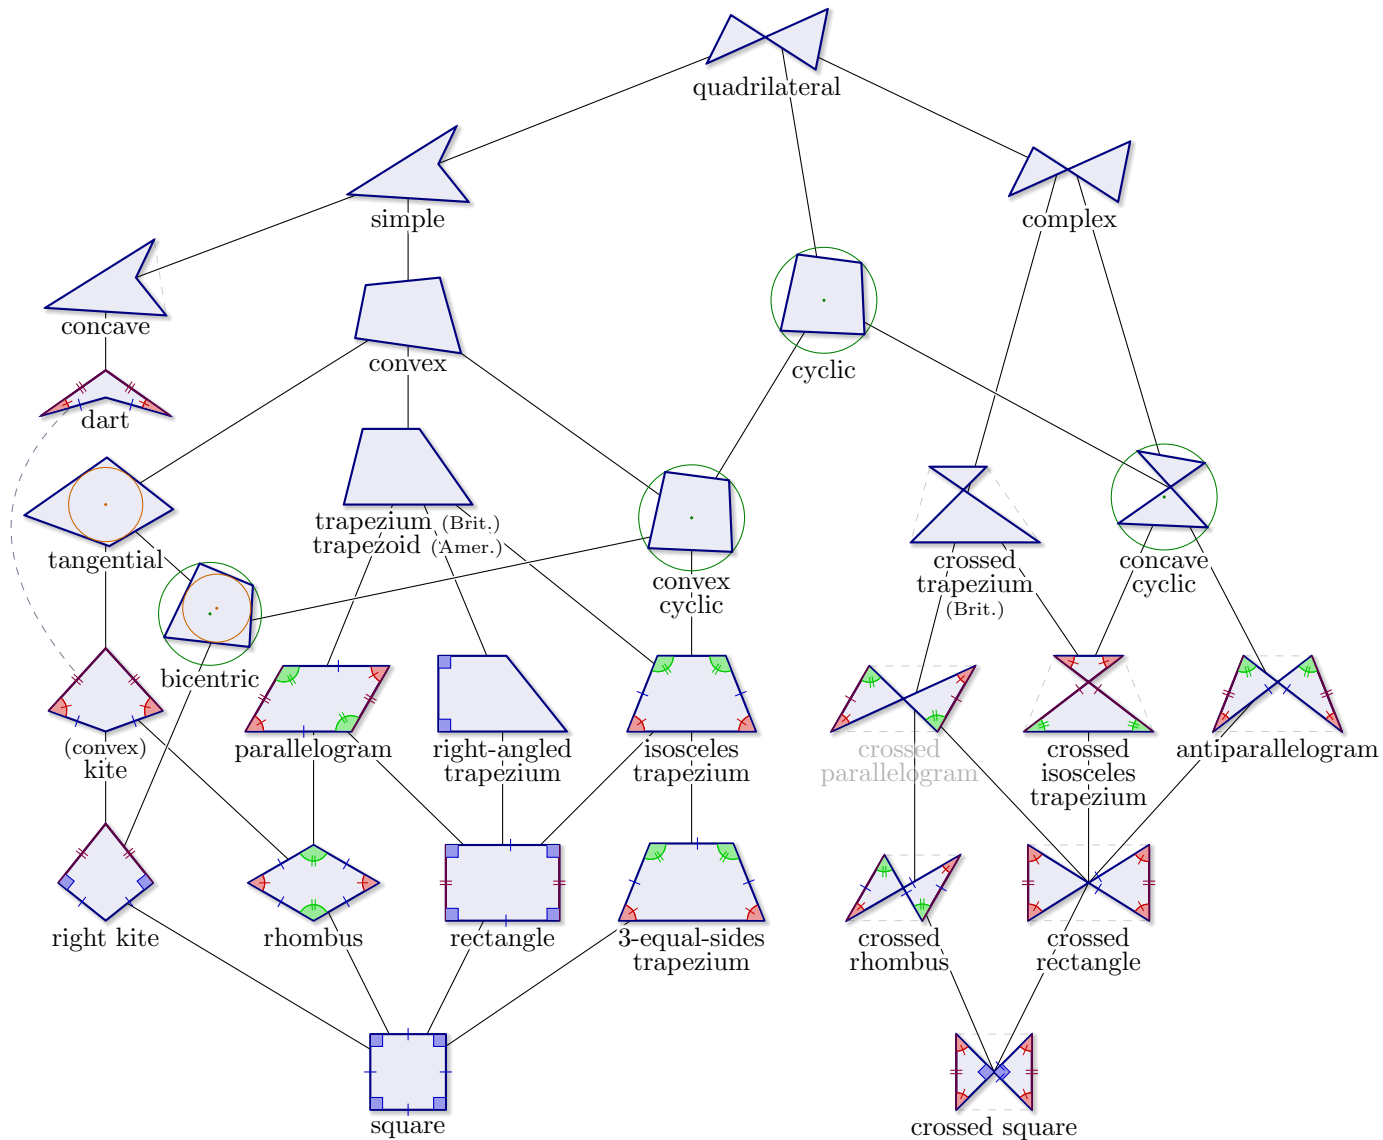 quadrilateral
simple
complex
concave
convex
cyclic
dart
trapezium (Brit.)
trapezoid (Amer.)
tangential
convex
cyclic
crossed
trapezium
(Brit.)
concave
cyclic
bicentric
(convex)
kite
parallelogram
right-angled
trapezium
isosceles
trapezium
crossed
parallelogram
crossed
isosceles
trapezium
antiparallelogram
right kite
rhombus
rectangle
3-equal-sides
trapezium
crossed
rhombus
crossed
rectangle
square
crossed square